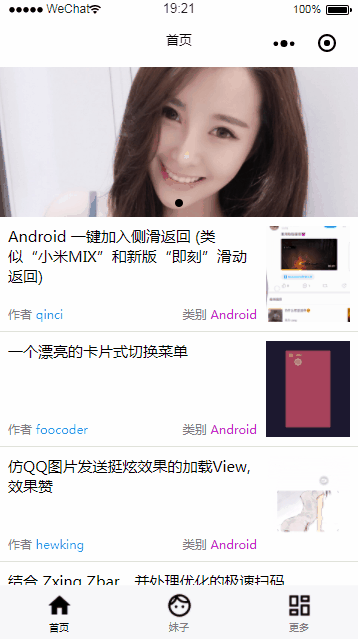 WeChat 19:21 100%
首页
Android 一键加入侧滑返回 (类
似“小米MIX”和新版“即刻”滑动
返回)
作者 qinci 类别 Android
一个漂亮的卡片式切换菜单
作者 foocoder 类别 Android
仿QQ图片发送挺炫效果的加载View,
效果赞
作者 hewking 类别 Android
结合 Zxing Zbar，并处理优化的极速扫码
首页 妹子 更多